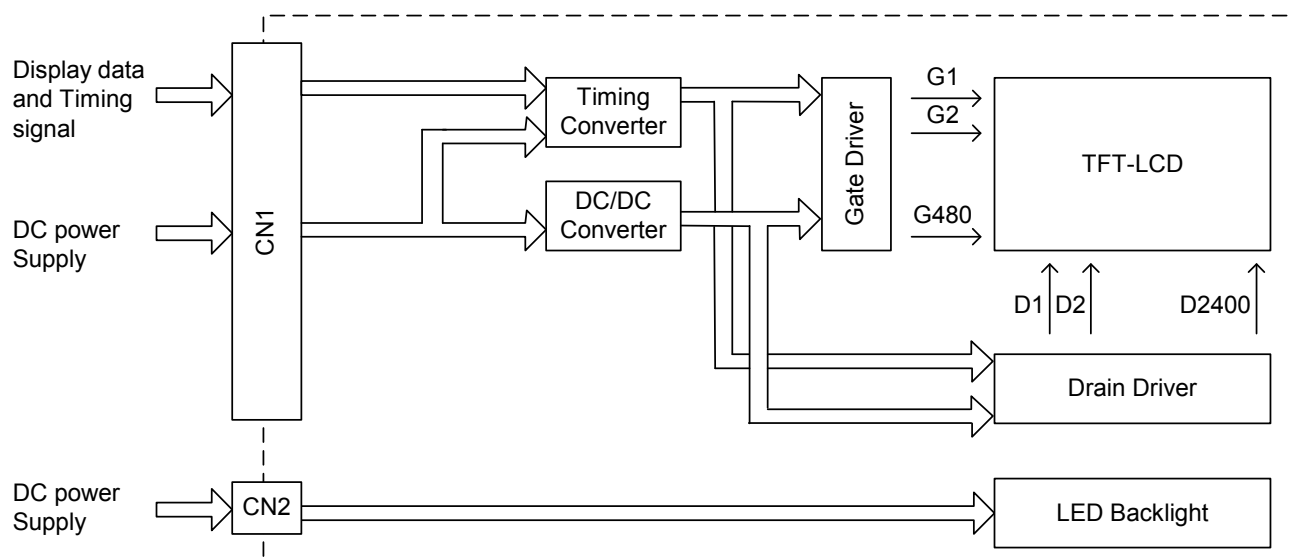 Display data
and Timing
signal
DC power
Supply
CN1
Timing
Converter
DC/DC
Converter
Gate Driver
G1
G2
G480
TFT-LCD
D1
D2
D2400
Drain Driver
DC power
Supply
CN2
LED Backlight